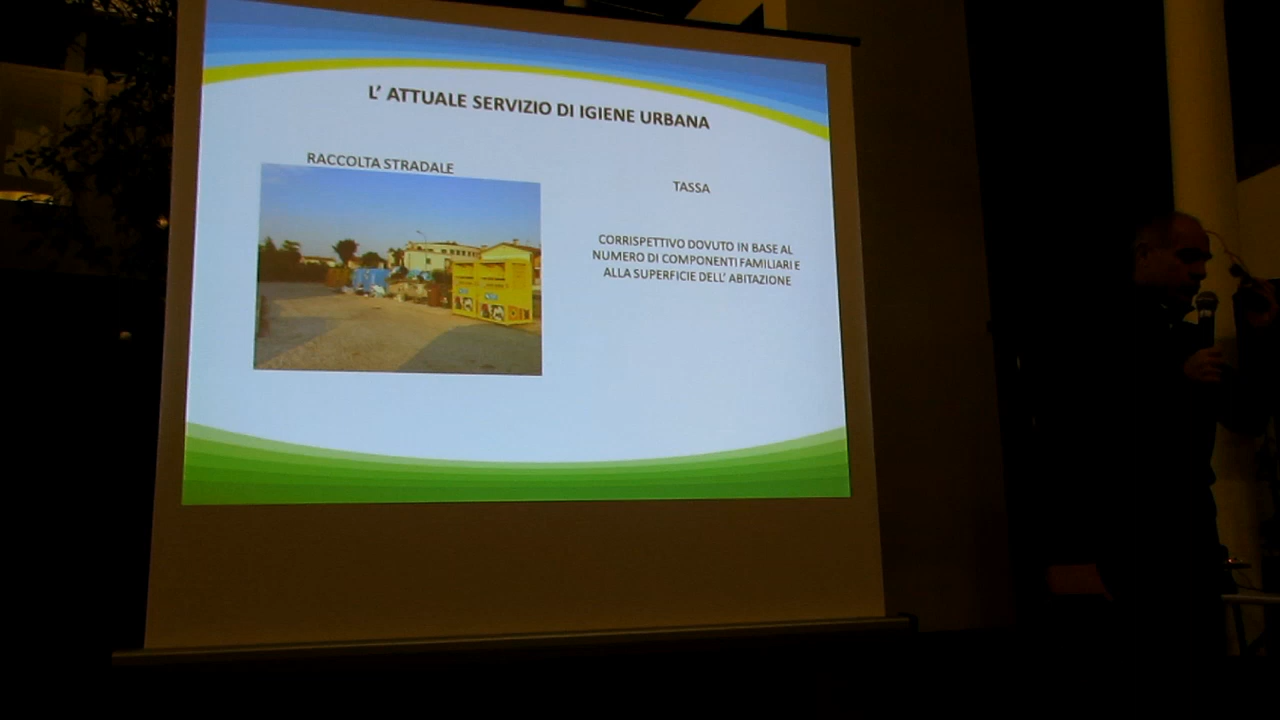 L' ATTUALE SERVIZIO DI IGIENE URBANA
RACCOLTA STRADALE
TASSA
CORRISPETTIVO DOVUTO IN BASE AL
NUMERO DI COMPONENTI FAMILIARI E
ALLA SUPERFICIE DELL' ABITAZIONE